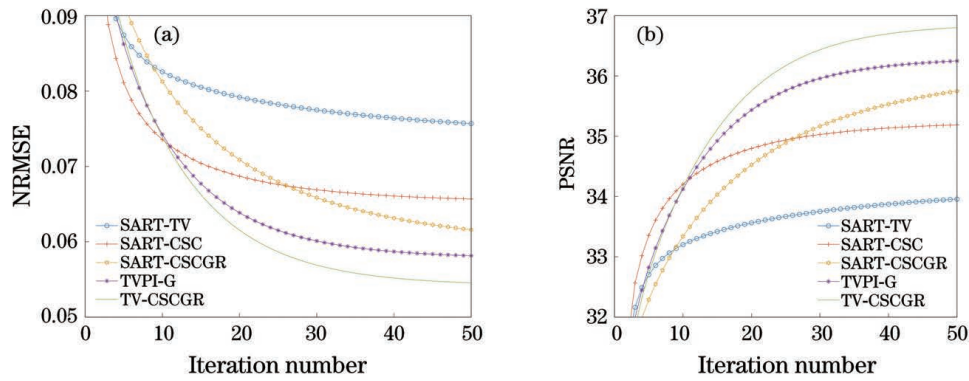 (a)
NRMSE
0.09
0.08
0.07
0.06
0.05
SART-TV
SART-CSC
SART-CSCGR
TVPI-G
TV-CSCGR
0 10 20 30 40 50
Iteration number
(b)
PSNR
37
36
35
34
33
32
SART-TV
SART-CSC
SART-CSCGR
TVPI-G
TV-CSCGR
0 10 20 30 40 50
Iteration number